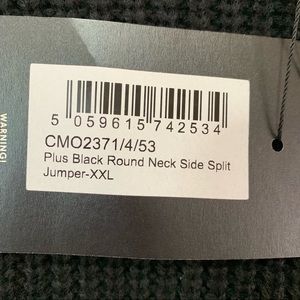 WARNING!
5 059615 742534
CMO2371/4/53
Plus Black Round Neck Side Split
Jumper-XXL